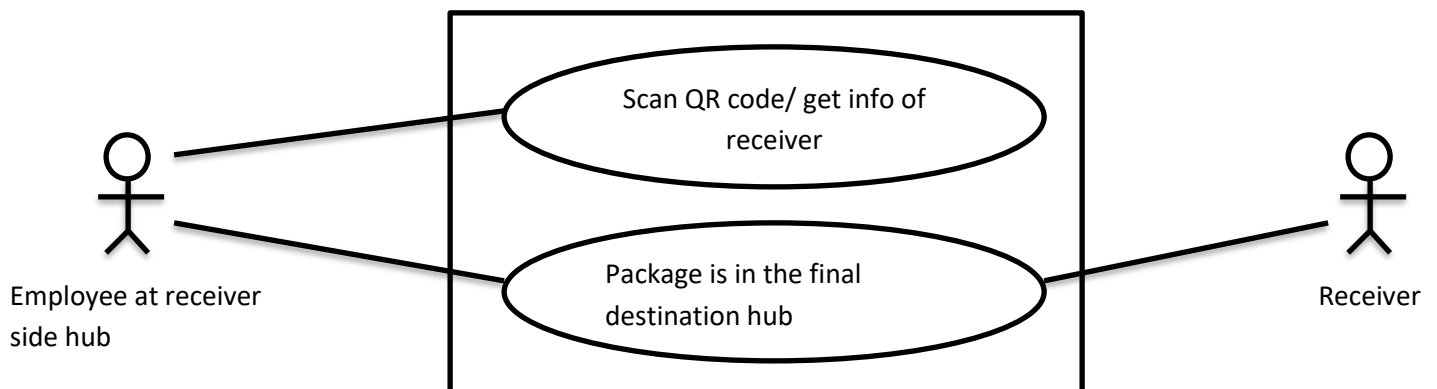 Scan QR code/ get info of
receiver
Package is in the final
destination hub
Employee at receiver
side hub
Receiver